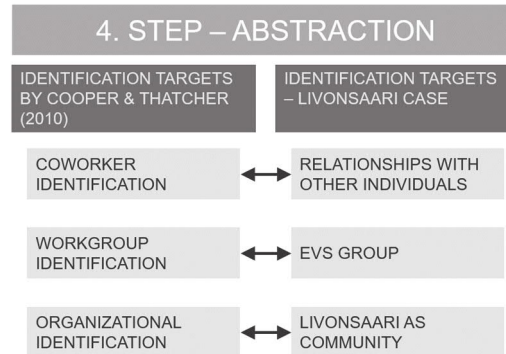 4. STEP – ABSTRACTION
IDENTIFICATION TARGETS
BY COOPER & THATCHER
(2010)
IDENTIFICATION TARGETS
– LIVONSAARI CASE
COWORKER
IDENTIFICATION
RELATIONSHIPS WITH
OTHER INDIVIDUALS
WORKGROUP
IDENTIFICATION
EVS GROUP
ORGANIZATIONAL
IDENTIFICATION
LIVONSAARI AS
COMMUNITY